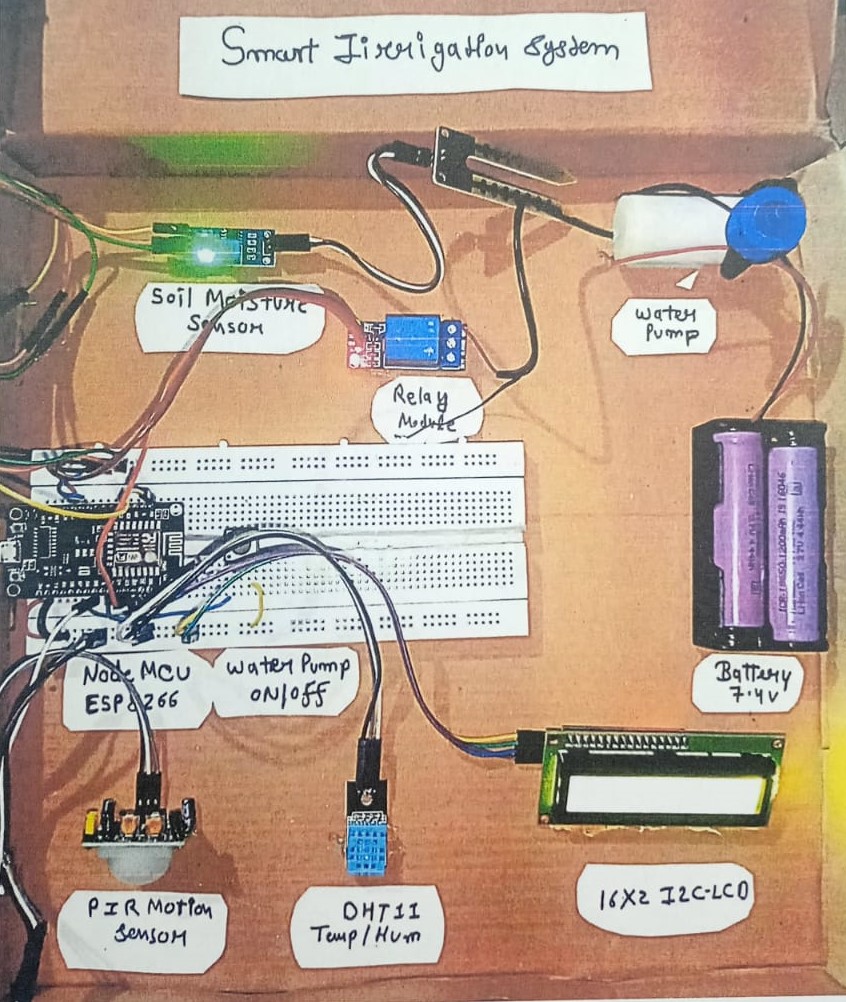 Smart Iirrigation System
Soil Moisture
Sensor
Water
Pump
Relay
Module
Node MCU
ESP8266
Water Pump
ON/OFF
Battery
7.4V
PIR Motion
Sensor
DHT11
Temp/Hum
16X2 I2C-LCD